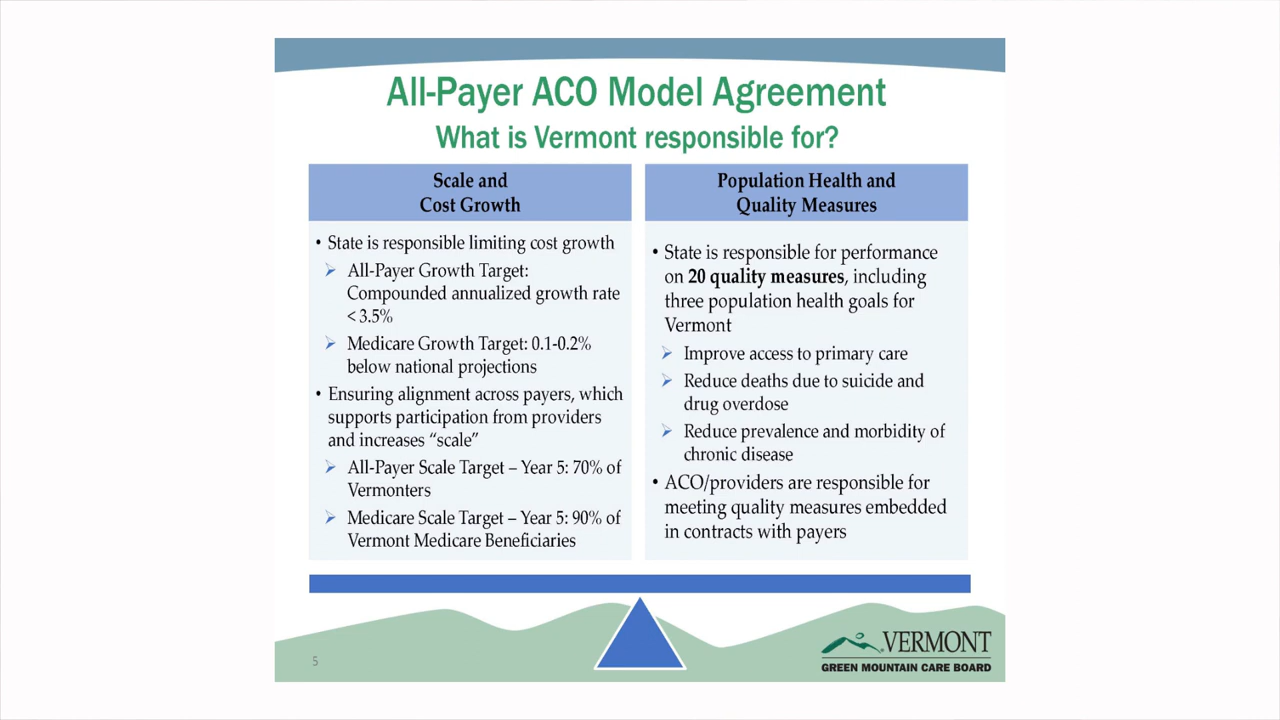 All-Payer ACO Model Agreement
What is Vermont responsible for?
Scale and
Cost Growth
• State is responsible limiting cost growth
All-Payer Growth Target:
Compounded annualized growth rate
< 3.5%
Medicare Growth Target: 0.1-0.2%
below national projections
• Ensuring alignment across payers, which
supports participation from providers
and increases “scale”
All-Payer Scale Target – Year 5: 70% of
Vermonters
Medicare Scale Target – Year 5: 90% of
Vermont Medicare Beneficiaries
Population Health and
Quality Measures
• State is responsible for performance
on 20 quality measures, including
three population health goals for
Vermont
Improve access to primary care
Reduce deaths due to suicide and
drug overdose
Reduce prevalence and morbidity of
chronic disease
• ACO/providers are responsible for
meeting quality measures embedded
in contracts with payers
5
VERMONT
GREEN MOUNTAIN CARE BOARD